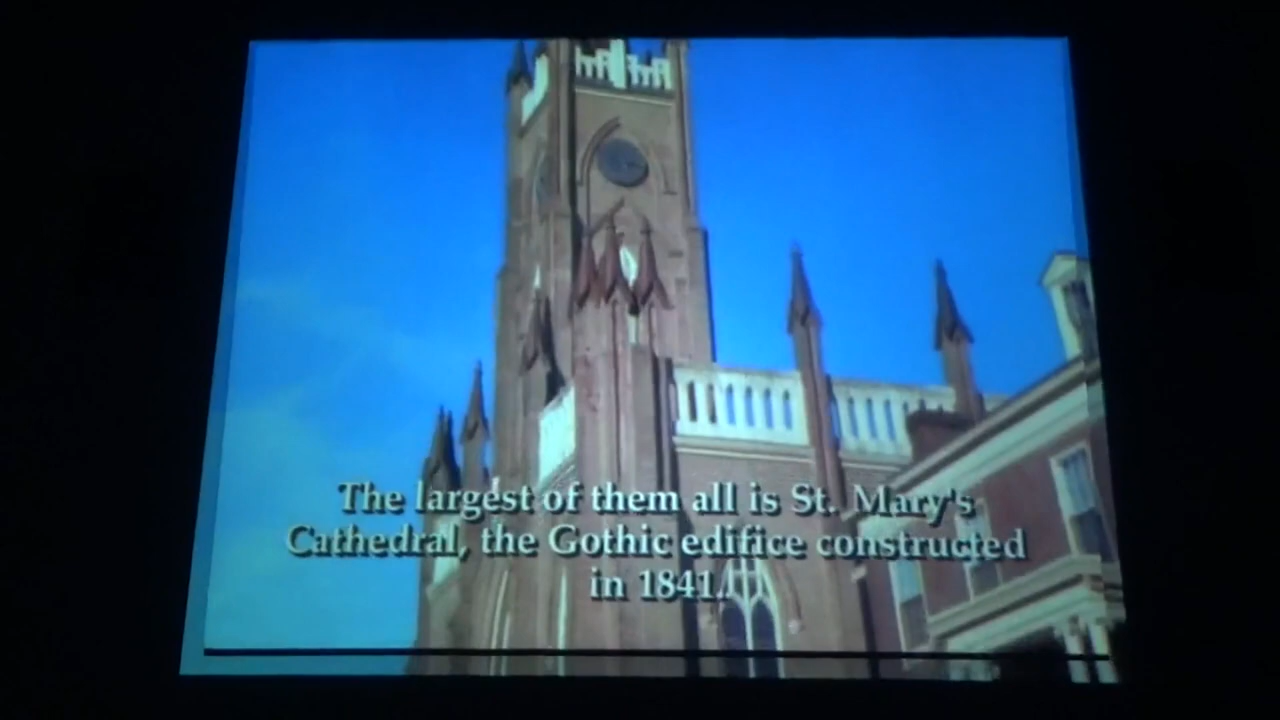 The largest of them all is St. Mary's
Cathedral, the Gothic edifice constructed
in 1841.